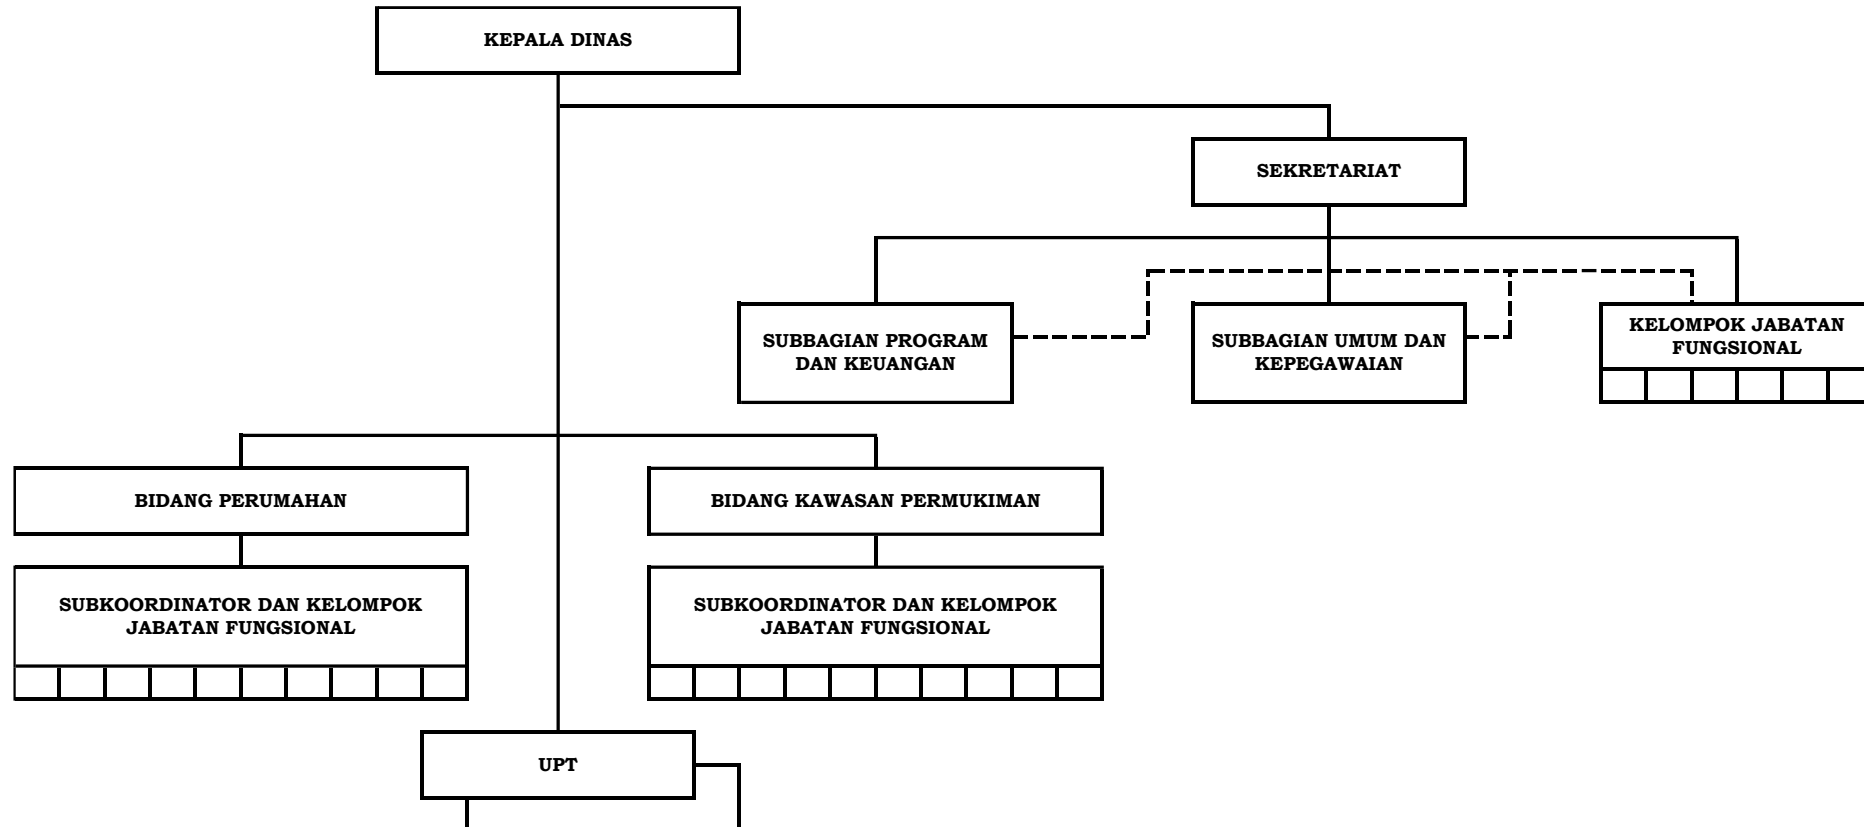 KEPALA DINAS
SEKRETARIAT
SUBBAGIAN PROGRAM
DAN KEUANGAN
SUBBAGIAN UMUM DAN
KEPEGAWAIAN
KELOMPOK JABATAN
FUNGSIONAL
BIDANG PERUMAHAN
BIDANG KAWASAN PERMUKIMAN
SUBKOORDINATOR DAN KELOMPOK
JABATAN FUNGSIONAL
SUBKOORDINATOR DAN KELOMPOK
JABATAN FUNGSIONAL
UPT